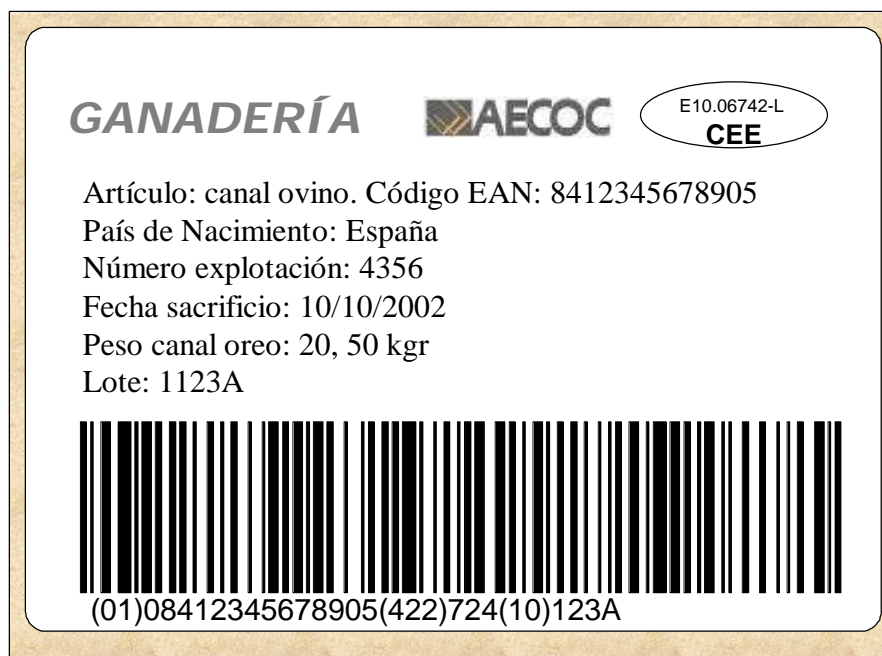 GANADERÍA
AECOC
E10.06742-L
CEE
Artículo: canal ovino. Código EAN: 8412345678905
País de Nacimiento: España
Número explotación: 4356
Fecha sacrificio: 10/10/2002
Peso canal oreo: 20, 50 kgr
Lote: 1123A
(01)08412345678905(422)724(10)123A